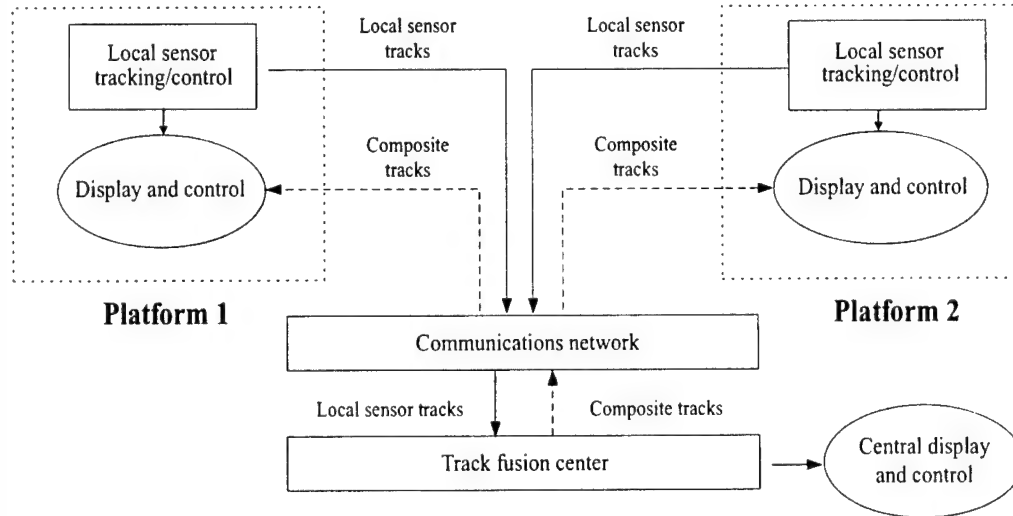 Local sensor
tracking/control
Local sensor
tracks
Local sensor
tracks
Local sensor
tracking/control
Display and control
Composite
tracks
Composite
tracks
Display and control
Platform 1
Platform 2
Communications network
Local sensor tracks
Composite tracks
Track fusion center
Central display
and control